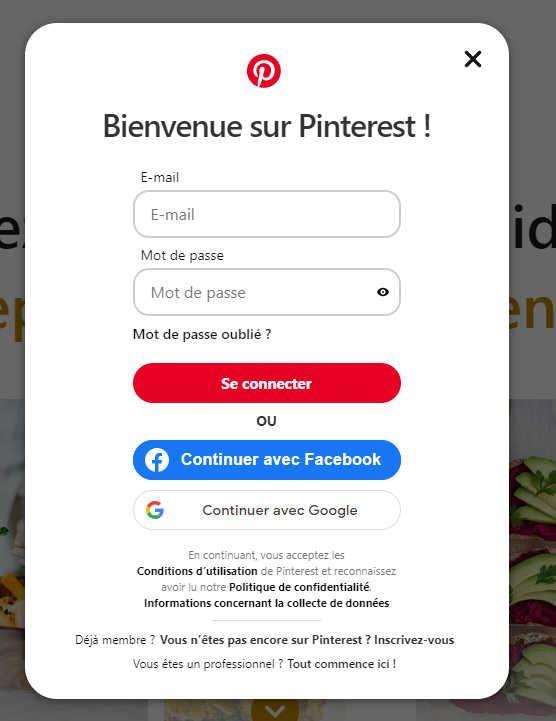 Bienvenue sur Pinterest !
E-mail
E-mail
Mot de passe
Mot de passe
Mot de passe oublié ?
Se connecter
OU
Continuer avec Facebook
Continuer avec Google
En continuant, vous acceptez les
Conditions d'utilisation de Pinterest et reconnaissez
avoir lu notre Politique de confidentialité.
Informations concernant la collecte de données
Déjà membre ? Vous n'êtes pas encore sur Pinterest ? Inscrivez-vous
Vous êtes un professionnel ? Tout commence ici !